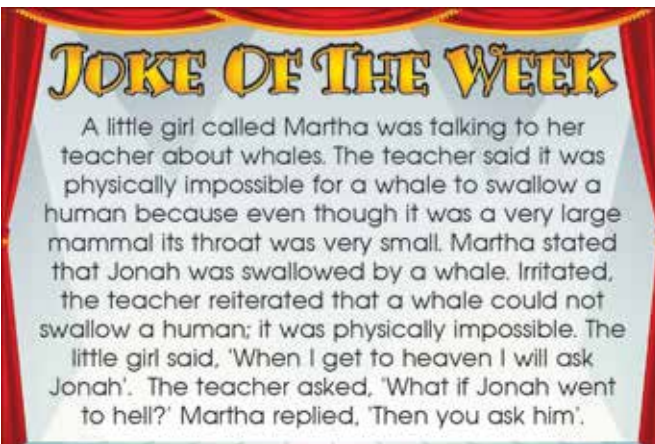 JOKE OF THE WEEK
A little girl called Martha was talking to her
teacher about whales. The teacher said it was
physically impossible for a whale to swallow a
human because even though it was a very large
mammal its throat was very small. Martha stated
that Jonah was swallowed by a whale. Irritated,
the teacher reiterated that a whale could not
swallow a human; it was physically impossible. The
little girl said, 'When I get to heaven I will ask
Jonah'.  The teacher asked, 'What if Jonah went
to hell?' Martha replied, 'Then you ask him'.